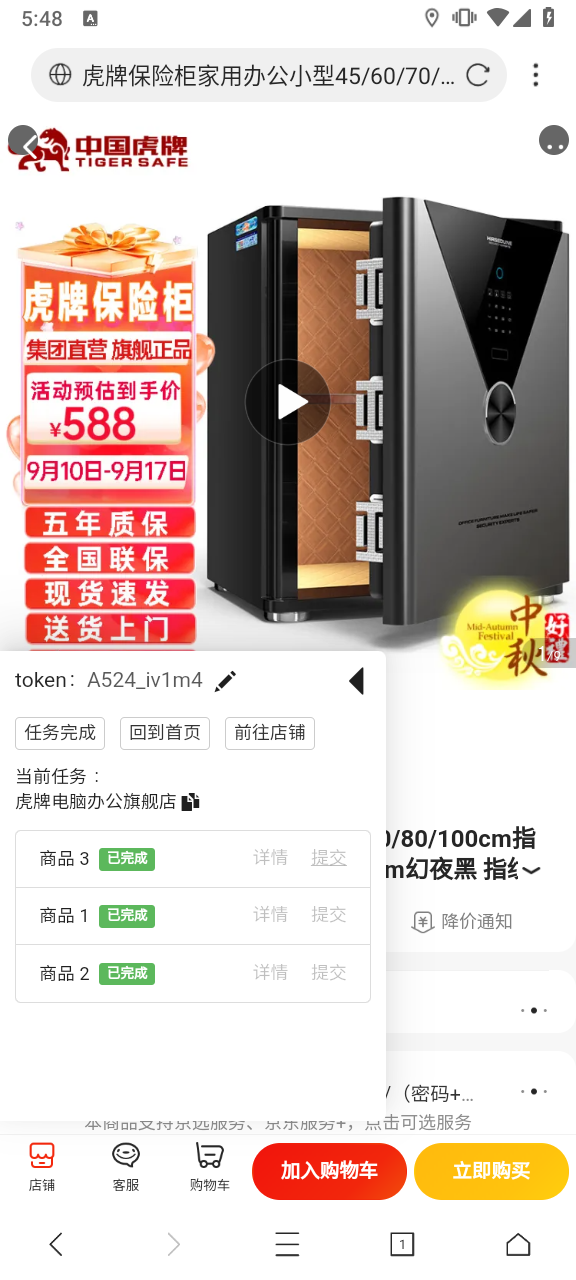 5:48
A
虎牌保险柜家用办公小型45/60/70/...
中国虎牌
TIGER SAFE
虎牌保险柜
集团直营 旗舰正品
活动预估到手价
¥588
9月10日-9月17日
五年质保
全国联保
现货速发
送货上门
Mid-Autumn
Festival
中秋
好禮
token： A524_iv1m4
任务完成 回到首页 前往店铺
当前任务：
虎牌电脑办公旗舰店
商品 3 已完成 详情 提交
商品 1 已完成 详情 提交
商品 2 已完成 详情 提交
/80/100cm指
m幻夜黑 指纟
降价通知
/（密码+...
本商品支持京选服务、京东服务+，点击可选服务
店铺 客服 购物车 加入购物车 立即购买
1